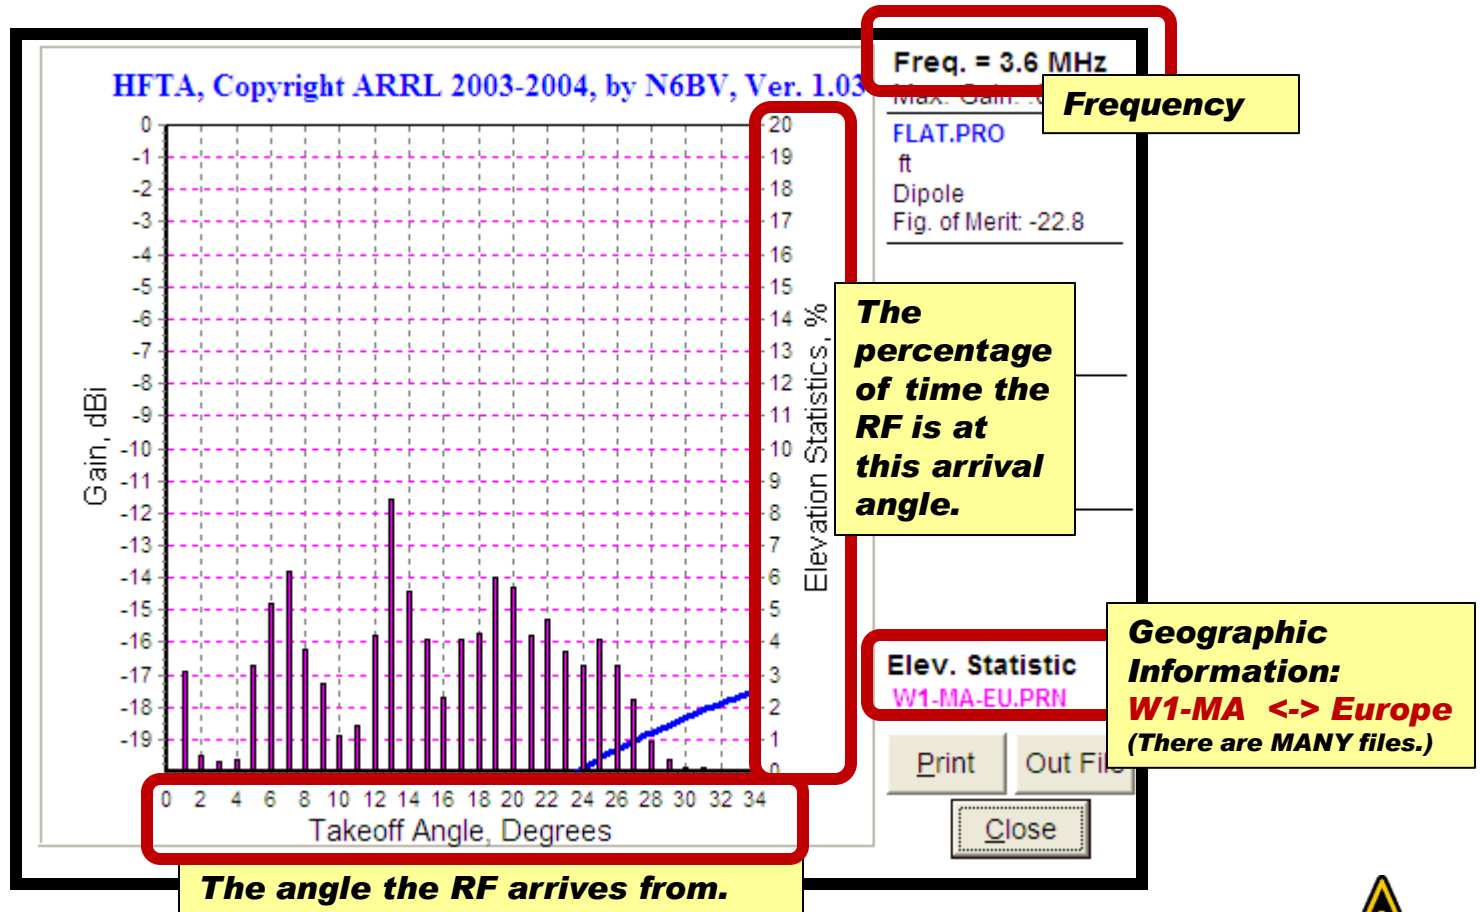 HFTA, Copyright ARRL 2003-2004, by N6BV, Ver. 1.03
Freq. = 3.6 MHz
Max. Gain:
Frequency
FLAT.PRO
ft
Dipole
Fig. of Merit: -22.8
0
-1
-2
-3
-4
-5
-6
-7
-8
-9
-10
-11
-12
-13
-14
-15
-16
-17
-18
-19
Gain, dBi
20
19
18
17
16
15
14
13
12
11
10
9
8
7
6
5
4
3
2
1
0
Elevation Statistics, %
The
percentage
of time the
RF is at
this arrival
angle.
Elev. Statistic
W1-MA-EU.PRN
Geographic
Information:
W1-MA <-> Europe
(There are MANY files.)
Print Out File
Close
0 2 4 6 8 10 12 14 16 18 20 22 24 26 28 30 32 34
Takeoff Angle, Degrees
The angle the RF arrives from.